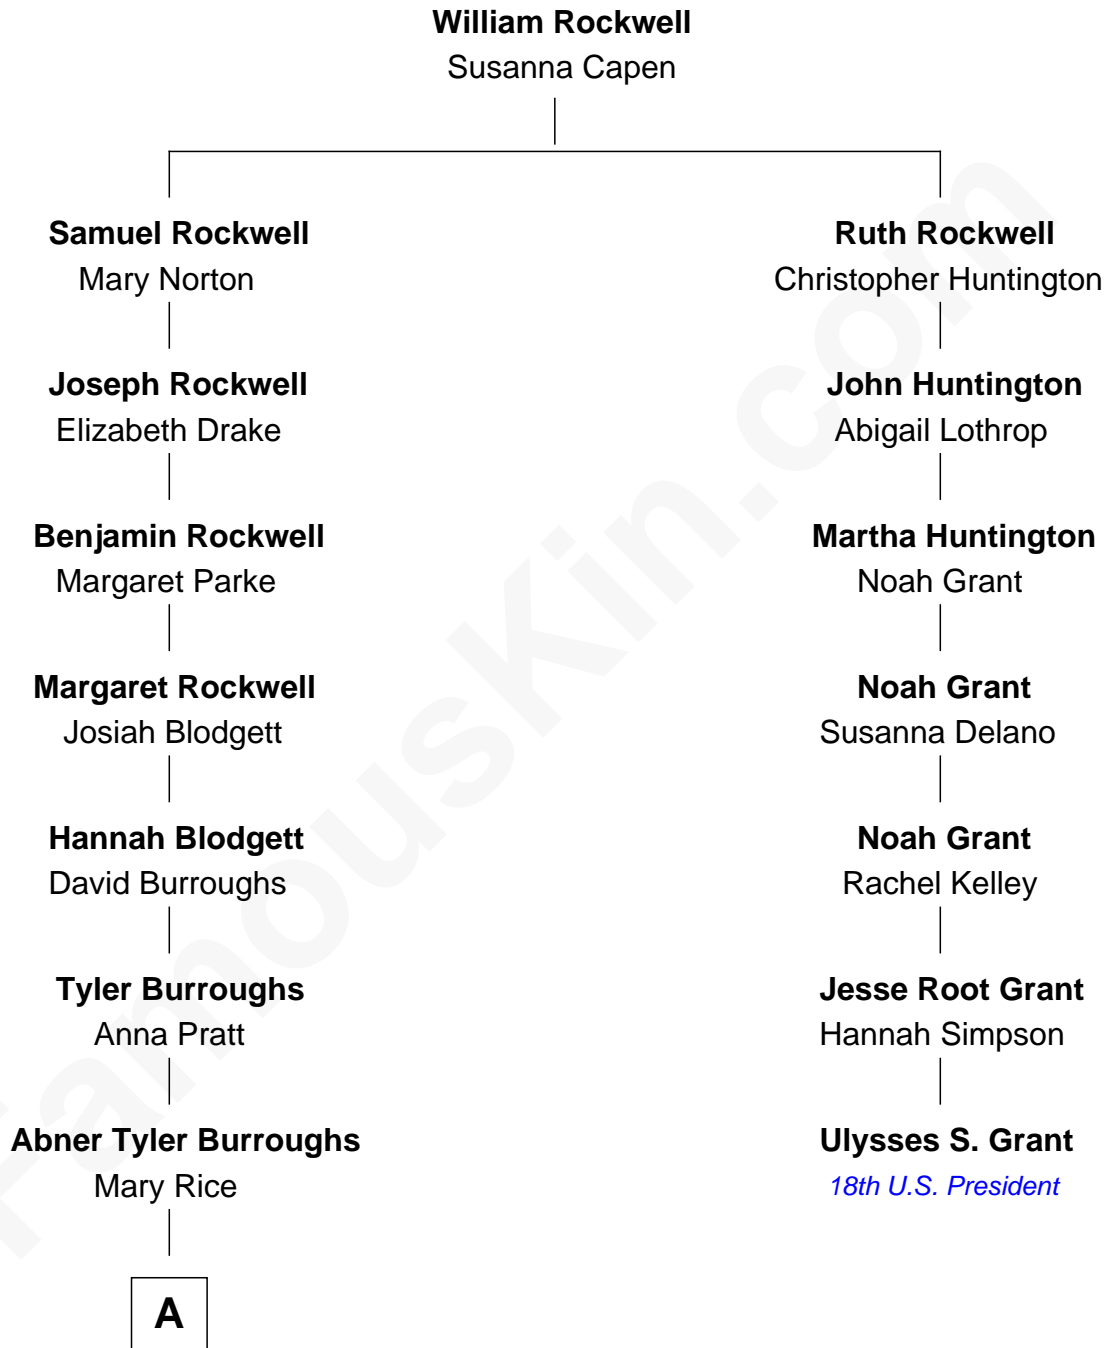 William Rockwell
Susanna Capen
Samuel Rockwell
Mary Norton
Joseph Rockwell
Elizabeth Drake
Benjamin Rockwell
Margaret Parke
Margaret Rockwell
Josiah Blodgett
Hannah Blodgett
David Burroughs
Tyler Burroughs
Anna Pratt
Abner Tyler Burroughs
Mary Rice
A
Ruth Rockwell
Christopher Huntington
John Huntington
Abigail Lothrop
Martha Huntington
Noah Grant
Noah Grant
Susanna Delano
Noah Grant
Rachel Kelley
Jesse Root Grant
Hannah Simpson
Ulysses S. Grant
18th U.S. President
FamousKin.com